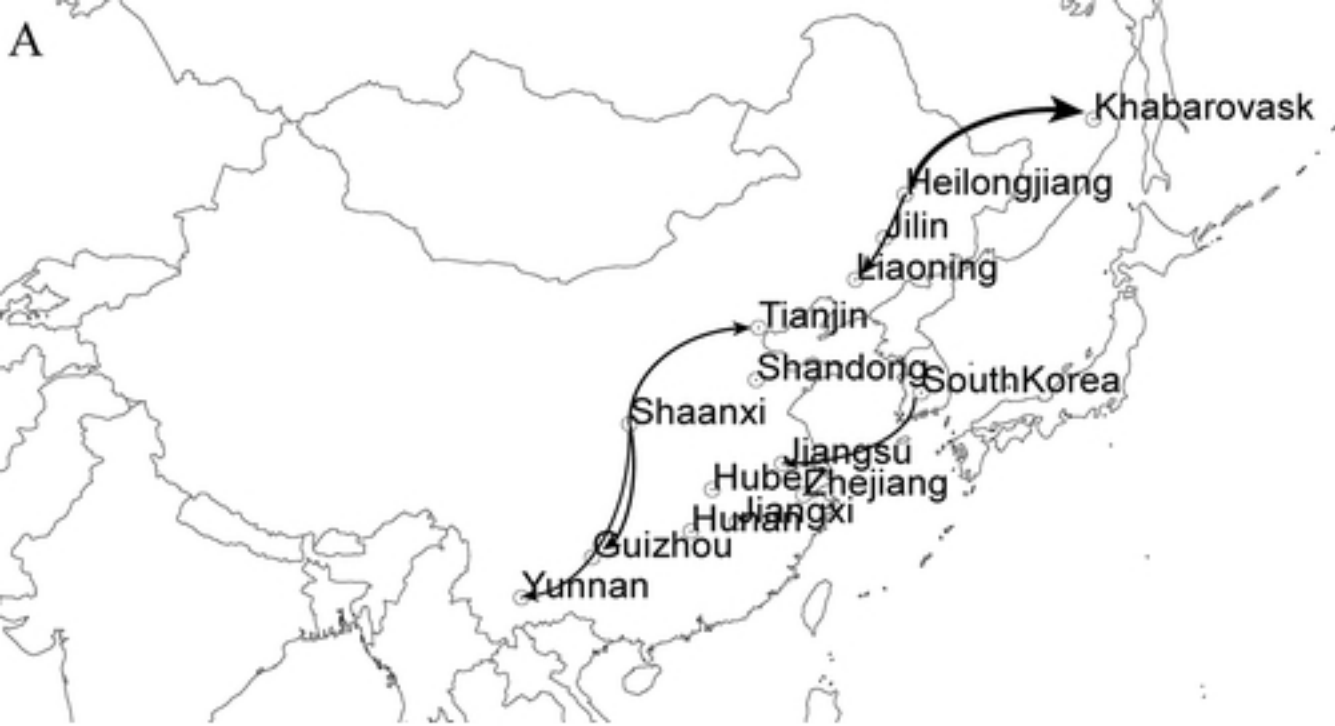 A
Khabarovask
Heilongjiang
Jilin
Liaoning
Tianjin
Shandong
SouthKorea
Shaanxi
Jiangsu
Hubei
Zhejiang
Jiangxi
Hunan
Guizhou
Yunnan